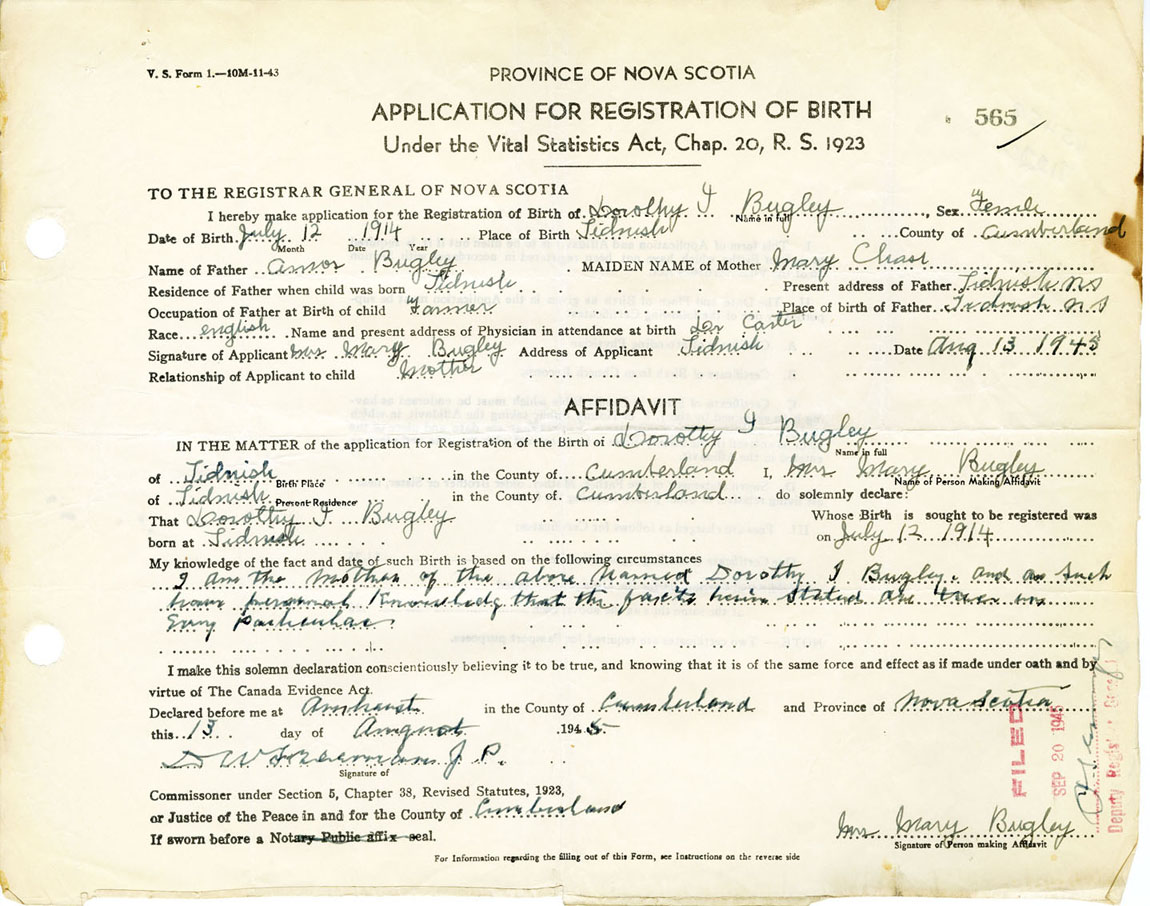 V. S. Form 1.—10M-11-43
PROVINCE OF NOVA SCOTIA
APPLICATION FOR REGISTRATION OF BIRTH
565
Under the Vital Statistics Act, Chap. 20, R. S. 1923
TO THE REGISTRAR GENERAL OF NOVA SCOTIA
I hereby make application for the Registration of Birth of Dorothy I Bugley, Sex Female
Name in full
Date of Birth July 12 1914 Place of Birth Tidnish County of Cumberland
Month Date Year
Name of Father Amor Bugley MAIDEN NAME of Mother Mary Chase
Residence of Father when child was born Tidnish Present address of Father Tidnish N S
Occupation of Father at Birth of child Farmer Place of birth of Father Tidnish N S
Race english Name and present address of Physician in attendance at birth Dr Carter
Signature of Applicant Mrs Mary Bugley Address of Applicant Tidnish Date Aug 13 1945
Relationship of Applicant to child Mother
AFFIDAVIT
IN THE MATTER of the application for Registration of the Birth of Dorothy I Bugley
Name in full
of Tidnish in the County of Cumberland I, Mrs Mary Bugley
Birth Place Name of Person Making Affidavit
of Tidnish in the County of Cumberland do solemnly declare:
Present Residence
That Dorothy I Bugley Whose Birth is sought to be registered was
born at Tidnish on July 12 1914
My knowledge of the fact and date of such Birth is based on the following circumstances
I am the mother of the above named Dorothy I Bugley. and as such
have personal knowledg that the facts herin stated are true in
Every Particular.
I make this solemn declaration conscientiously believing it to be true, and knowing that it is of the same force and effect as if made under oath and by
virtue of The Canada Evidence Act.
Declared before me at Amherst in the County of Cumberland and Province of Nova Scotia
this 13 day of August 1945.
D W Freeman J. P.
Signature of
Commissioner under Section 5, Chapter 38, Revised Statutes, 1923,
or Justice of the Peace in and for the County of Cumberland
If sworn before a Notary Public affix seal.
Mrs Mary Bugley
Signature of Person making Affidavit
For Information regarding the filling out of this Form, see Instructions on the reverse side
FILED
SEP 20 1945
Deputy Registrar General